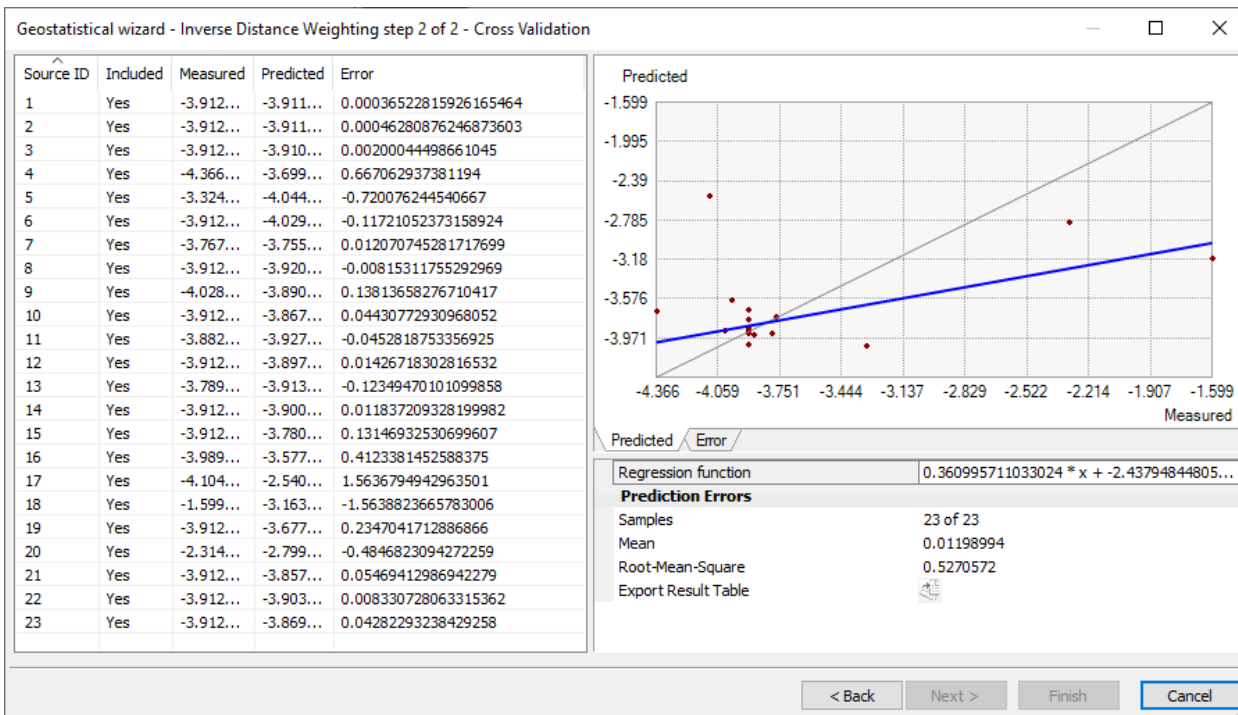 Geostatistical wizard - Inverse Distance Weighting step 2 of 2 - Cross Validation
Source ID Included Measured Predicted Error
1 Yes -3.912... -3.911... 0.00036522815926165464
2 Yes -3.912... -3.911... 0.00046280876246873603
3 Yes -3.912... -3.910... 0.00200044498661045
4 Yes -4.366... -3.699... 0.667062937381194
5 Yes -3.324... -4.044... -0.720076244540667
6 Yes -3.912... -4.029... -0.11721052373158924
7 Yes -3.767... -3.755... 0.012070745281717699
8 Yes -3.912... -3.920... -0.00815311755292969
9 Yes -4.028... -3.890... 0.13813658276710417
10 Yes -3.912... -3.867... 0.04430772930968052
11 Yes -3.882... -3.927... -0.0452818753356925
12 Yes -3.912... -3.897... 0.01426718302816532
13 Yes -3.789... -3.913... -0.12349470101099858
14 Yes -3.912... -3.900... 0.011837209328199982
15 Yes -3.912... -3.780... 0.13146932530699607
16 Yes -3.989... -3.577... 0.4123381452588375
17 Yes -4.104... -2.540... 1.5636794942963501
18 Yes -1.599... -3.163... -1.56388236657830​06
19 Yes -3.912... -3.677... 0.2347041712886866
20 Yes -2.314... -2.799... -0.4846823094272259
21 Yes -3.912... -3.857... 0.05469412986942279
22 Yes -3.912... -3.903... 0.008330728063315362
23 Yes -3.912... -3.869... 0.04282293238429258
Predicted
-1.599
-1.995
-2.39
-2.785
-3.18
-3.576
-3.971
-4.366 -4.059 -3.751 -3.444 -3.137 -2.829 -2.522 -2.214 -1.907 -1.599
Measured
Predicted Error
Regression function 0.360995711033024 * x + -2.43794844805...
Prediction Errors
Samples 23 of 23
Mean 0.01198994
Root-Mean-Square 0.5270572
Export Result Table
< Back Next > Finish Cancel